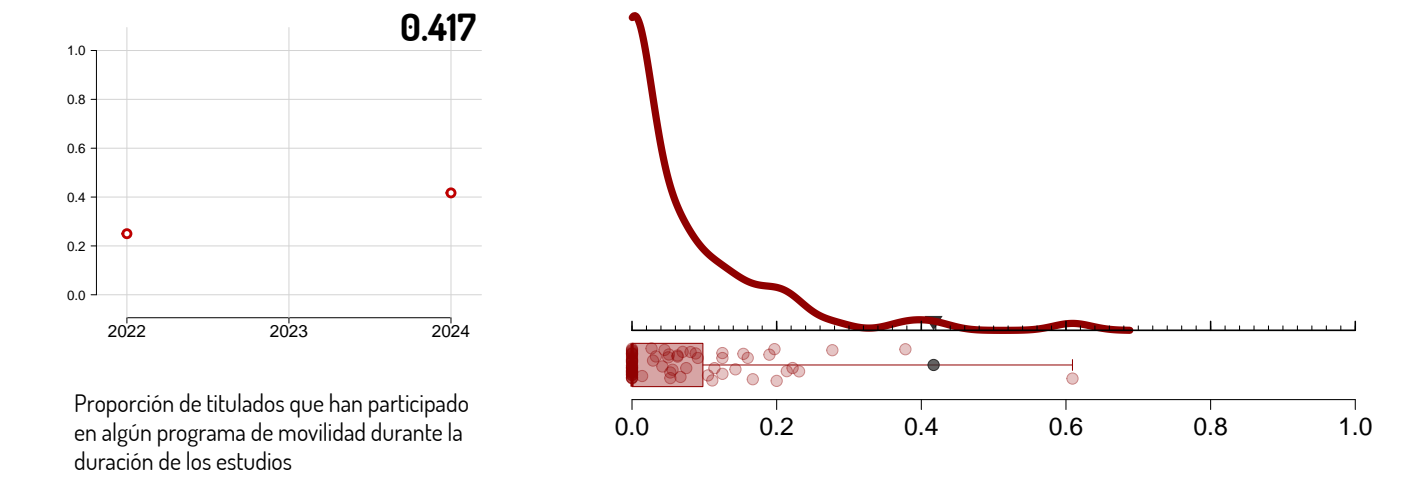 0.417
1.0
0.8
0.6
0.4
0.2
0.0
2022 2023 2024
Proporción de titulados que han participado
en algún programa de movilidad durante la
duración de los estudios
0.0 0.2 0.4 0.6 0.8 1.0